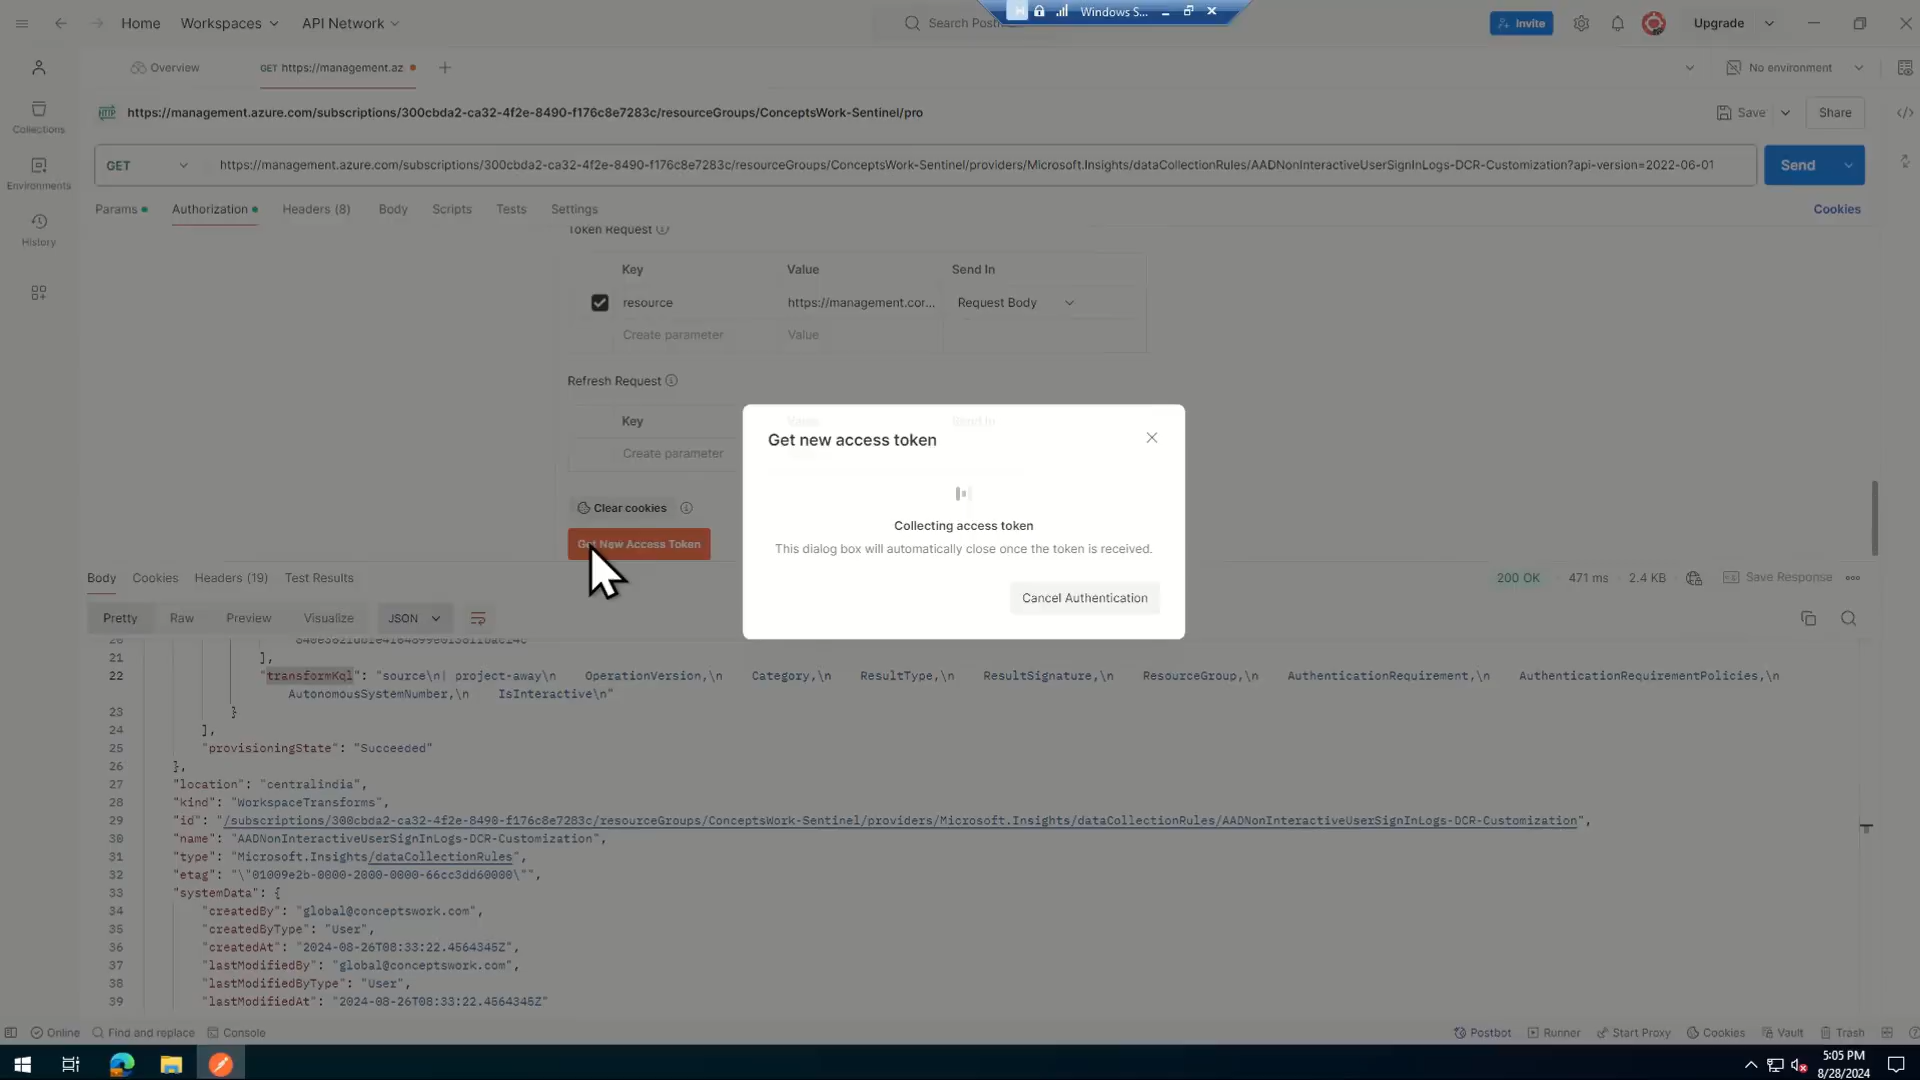 Home Workspaces API Network
Windows S...
Invite Upgrade
Overview GET https://management.az No environment
HTTP https://management.azure.com/subscriptions/300cbda2-ca32-4f2e-8490-f176c8e7283c/resourceGroups/ConceptsWork-Sentinel/pro Save Share
GET https://management.azure.com/subscriptions/300cbda2-ca32-4f2e-8490-f176c8e7283c/resourceGroups/ConceptsWork-Sentinel/providers/Microsoft.Insights/dataCollectionRules/AADNonInteractiveUserSignInLogs-DCR-Customization?api-version=2022-06-01 Send
Params Authorization Headers (8) Body Scripts Tests Settings Cookies
Collections
Environments
History
Token Request
Key Value Send In
resource https://management.cor... Request Body
Create parameter Value
Refresh Request
Key
Create parameter
Clear cookies
Get New Access Token
Get new access token
Collecting access token
This dialog box will automatically close once the token is received.
Cancel Authentication
Body Cookies Headers (19) Test Results 200 OK 471 ms 2.4 KB Save Response
Pretty Raw Preview Visualize JSON
21 ],
22 "transformKql": "source\n| project-away\n OperationVersion,\n Category,\n ResultType,\n ResultSignature,\n ResourceGroup,\n AuthenticationRequirement,\n AuthenticationRequirementPolicies,\n
AutonomousSystemNumber,\n IsInteractive\n"
23 }
24 ],
25 "provisioningState": "Succeeded"
26 },
27 "location": "centralindia",
28 "kind": "WorkspaceTransforms",
29 "id": "/subscriptions/300cbda2-ca32-4f2e-8490-f176c8e7283c/resourceGroups/ConceptsWork-Sentinel/providers/Microsoft.Insights/dataCollectionRules/AADNonInteractiveUserSignInLogs-DCR-Customization",
30 "name": "AADNonInteractiveUserSignInLogs-DCR-Customization",
31 "type": "Microsoft.Insights/dataCollectionRules",
32 "etag": "\"01009e2b-0000-2000-0000-66cc3dd60000\"",
33 "systemData": {
34 "createdBy": "global@conceptswork.com",
35 "createdByType": "User",
36 "createdAt": "2024-08-26T08:33:22.4564345Z",
37 "lastModifiedBy": "global@conceptswork.com",
38 "lastModifiedByType": "User",
39 "lastModifiedAt": "2024-08-26T08:33:22.4564345Z"
Online Find and replace Console Postbot Runner Start Proxy Cookies Vault Trash
5:05 PM
8/28/2024